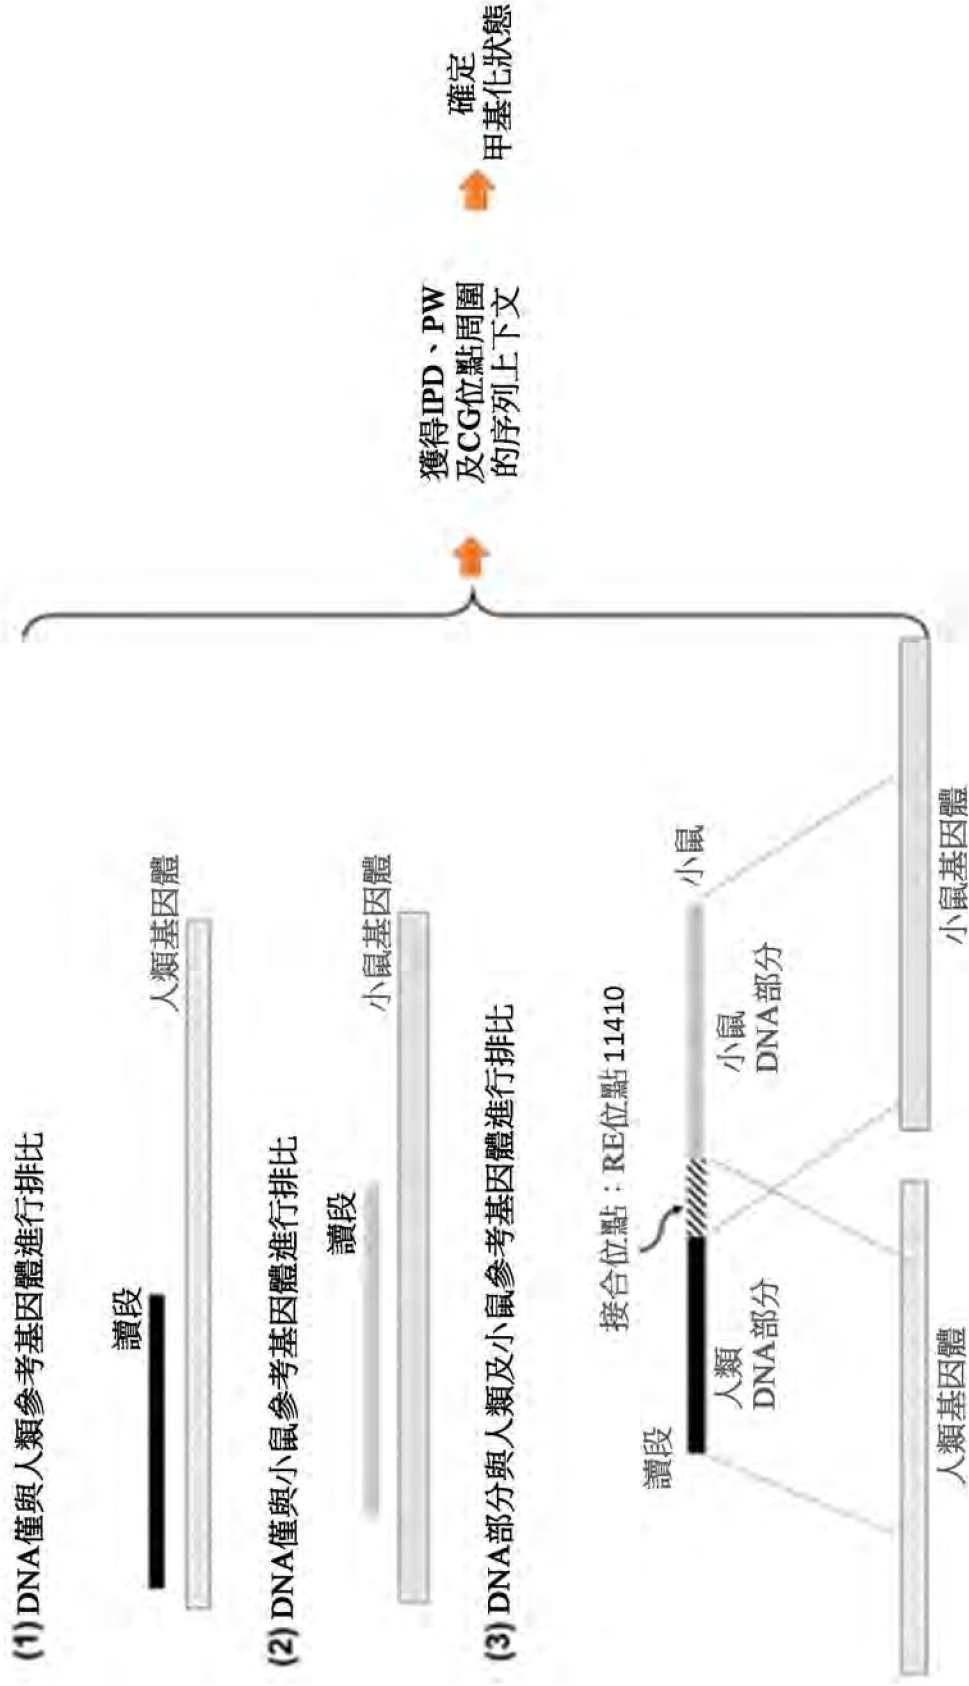 (1) DNA僅與人類參考基因體進行排比
讀段
人類基因體
(2) DNA僅與小鼠參考基因體進行排比
讀段
小鼠基因體
(3) DNA部分與人類及小鼠參考基因體進行排比
接合位點：RE位點11410
讀段
小鼠
人類
DNA部分
小鼠
DNA部分
人類基因體
小鼠基因體
獲得IPD、PW
及CG位點周圍
的序列上下文
確定
甲基化狀態